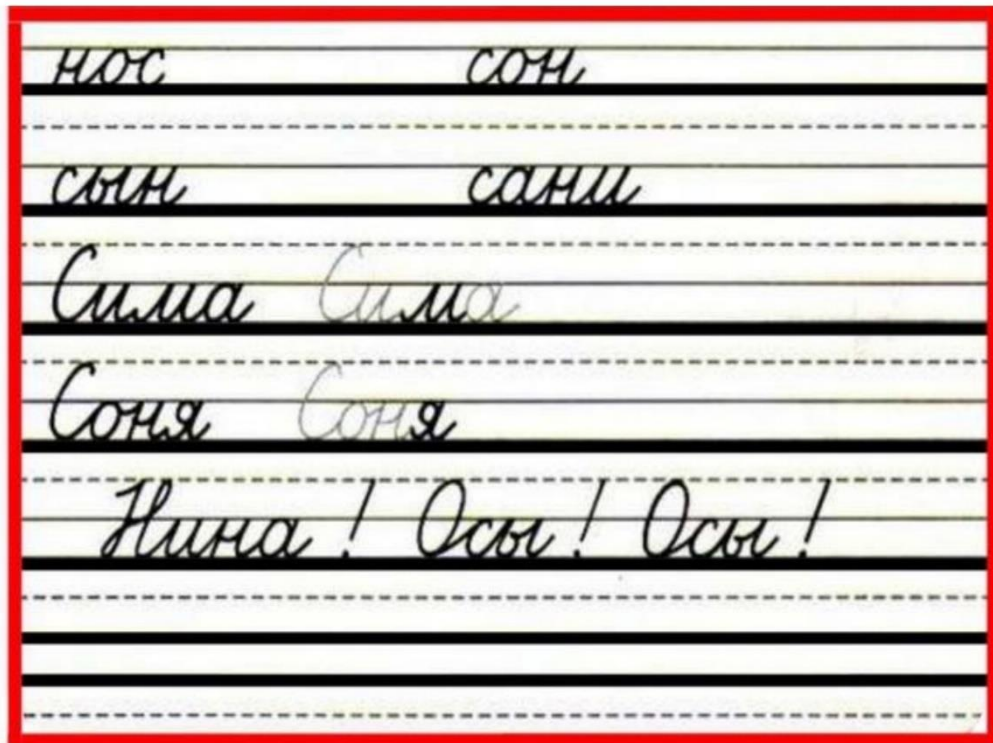 нос сон
сын сани
Сима Сима
Соня Соня
Нина! Осы! Осы!